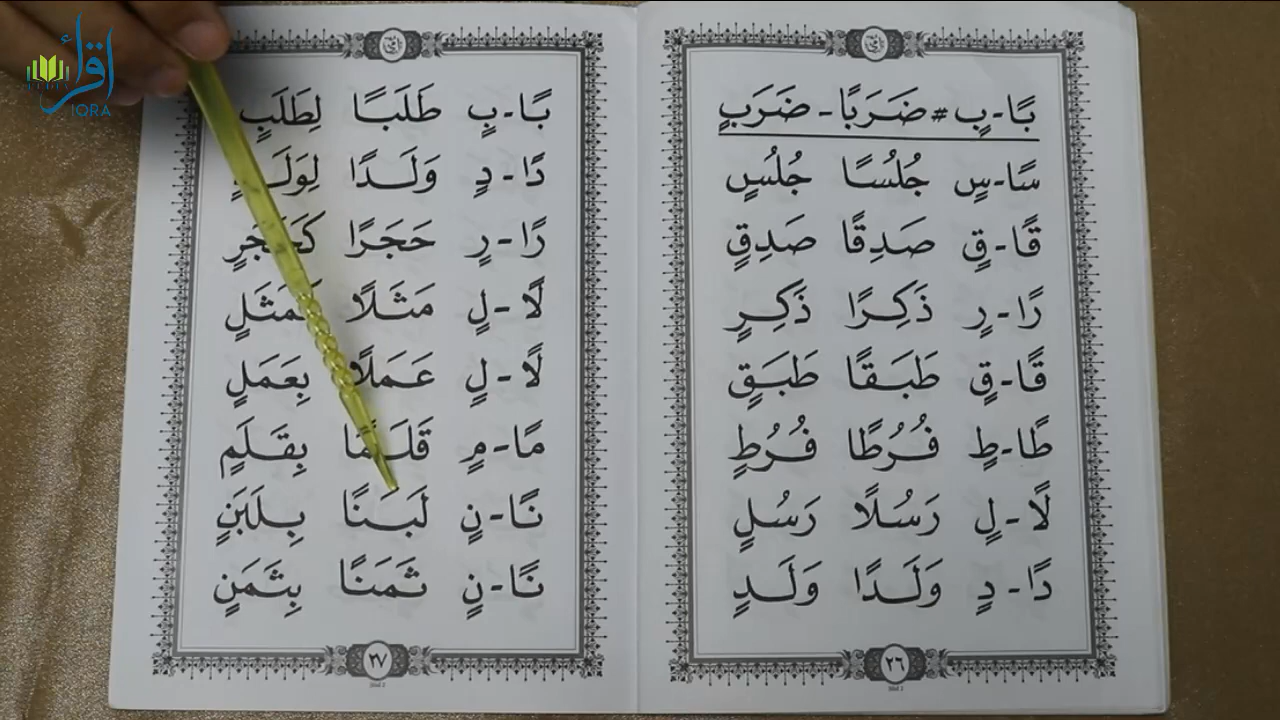 اقرأ
IQRA
بًا - بٍ # ضَرَبًا - ضَرَبٍ
سًا - سٍ جُلُسًا جُلُسٍ
قًا - قٍ صَدِقًا صَدِقٍ
رًا - رٍ ذَكِرًا ذَكِرٍ
قًا - قٍ طَبَقًا طَبَقٍ
طًا - طٍ فُرُطًا فُرُطٍ
لًا - لٍ رَسُلًا رَسُلٍ
دًا - دٍ وَلَدًا وَلَدٍ
٢٦
بًا - بٍ طَلَبًا لِطَلَبٍ
دًا - دٍ وَلَدًا
رًا - رٍ حَجَرًا كَحَجَرٍ
لًا - لٍ مَثَلًا كَمَثَلٍ
لًا - لٍ عَمَلًا بِعَمَلٍ
مًا - مٍ قَلَمًا بِقَلَمٍ
نًا - نٍ لَبَنًا بِلَبَنٍ
نًا - نٍ ثَمَنًا بِثَمَنٍ
٢٧